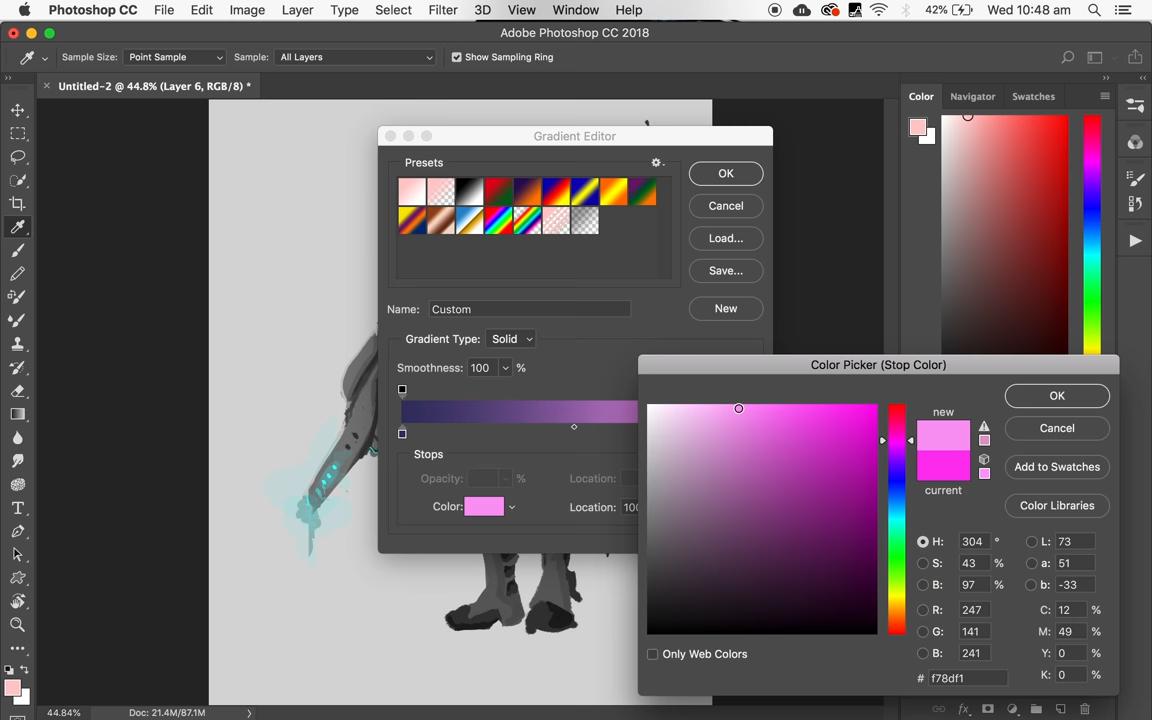 Photoshop CC File Edit Image Layer Type Select Filter 3D View Window Help 42% Wed 10:48 am
Adobe Photoshop CC 2018
Sample Size: Point Sample Sample: All Layers Show Sampling Ring
× Untitled-2 @ 44.8% (Layer 6, RGB/8) *
Color Navigator Swatches
Gradient Editor
Presets
OK
Cancel
Load...
Save...
Name: Custom
New
Gradient Type: Solid
Smoothness: 100 %
Stops
Opacity: % Location:
Color: Location: 100
Color Picker (Stop Color)
new
current
OK
Cancel
Add to Swatches
Color Libraries
H: 304 ° L: 73
S: 43 % a: 51
B: 97 % b: -33
R: 247 C: 12 %
G: 141 M: 49 %
B: 241 Y: 0 %
# f78df1 K: 0 %
Only Web Colors
44.84% Doc: 21.4M/87.1M
fx